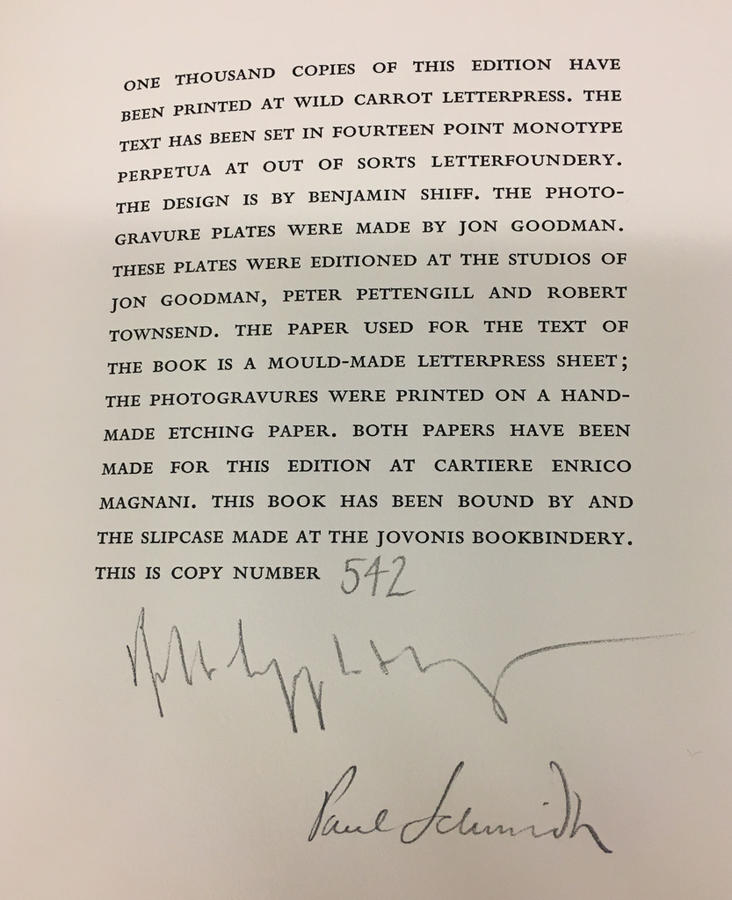 ONE THOUSAND COPIES OF THIS EDITION HAVE
BEEN PRINTED AT WILD CARROT LETTERPRESS. THE
TEXT HAS BEEN SET IN FOURTEEN POINT MONOTYPE
PERPETUA AT OUT OF SORTS LETTERFOUNDERY.
THE DESIGN IS BY BENJAMIN SHIFF. THE PHOTO-
GRAVURE PLATES WERE MADE BY JON GOODMAN.
THESE PLATES WERE EDITIONED AT THE STUDIOS OF
JON GOODMAN, PETER PETTENGILL AND ROBERT
TOWNSEND. THE PAPER USED FOR THE TEXT OF
THE BOOK IS A MOULD-MADE LETTERPRESS SHEET;
THE PHOTOGRAVURES WERE PRINTED ON A HAND-
MADE ETCHING PAPER. BOTH PAPERS HAVE BEEN
MADE FOR THIS EDITION AT CARTIERE ENRICO
MAGNANI. THIS BOOK HAS BEEN BOUND BY AND
THE SLIPCASE MADE AT THE JOVONIS BOOKBINDERY.
THIS IS COPY NUMBER 542
Paul Schmidt